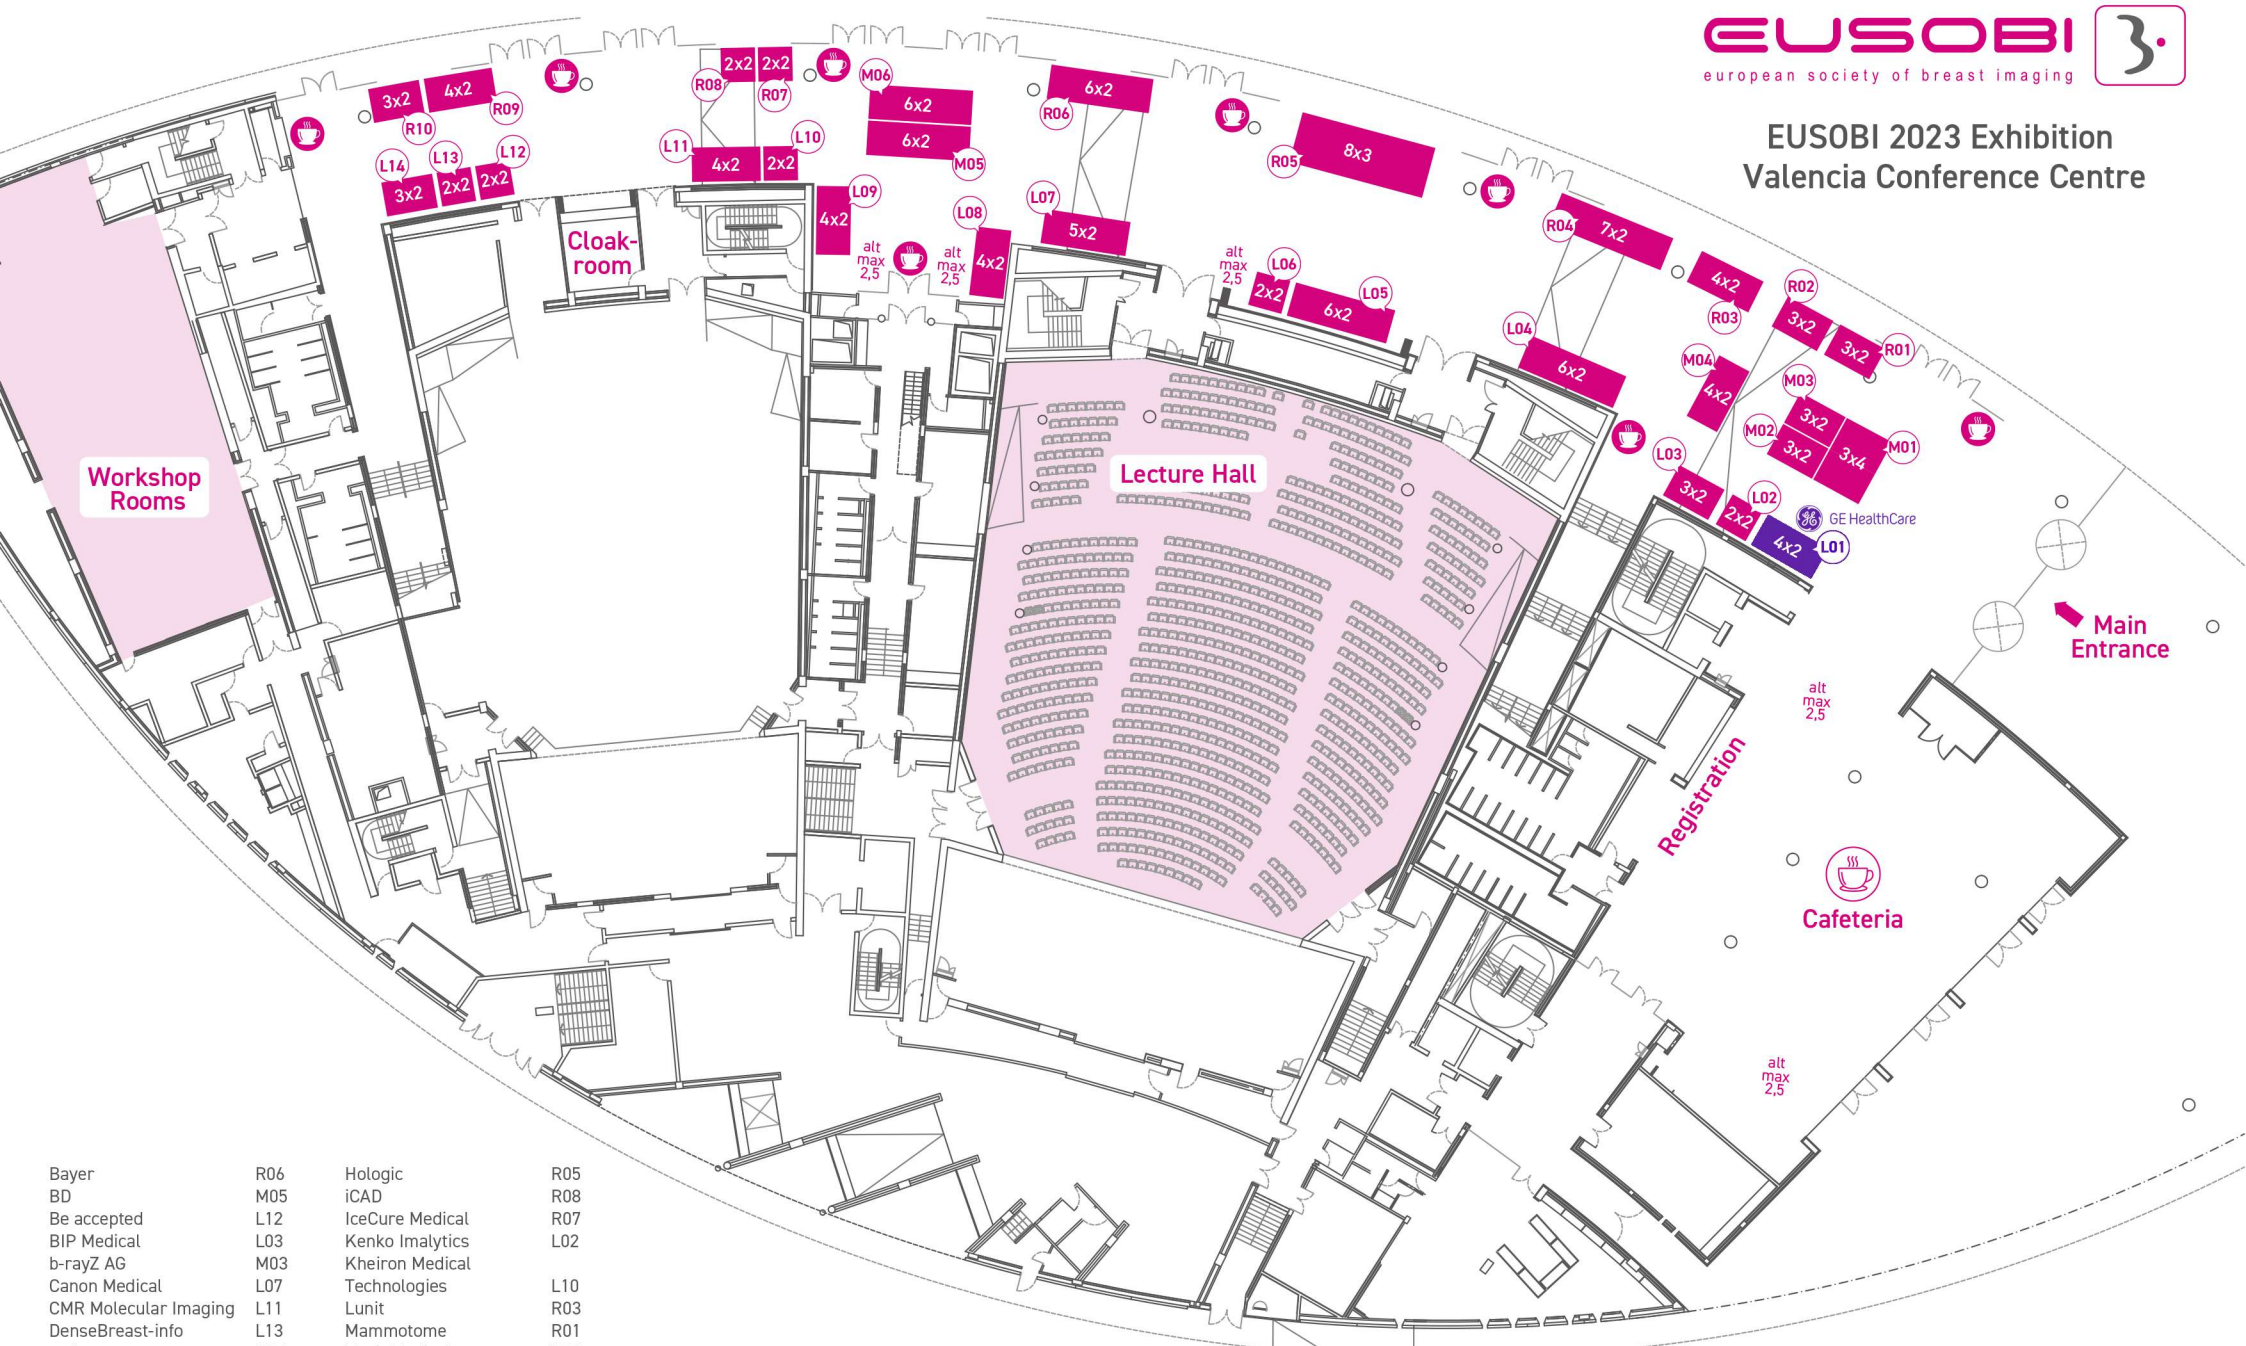 EUSOBI
european society of breast imaging
EUSOBI 2023 Exhibition
Valencia Conference Centre
3x2
R10
4x2
R09
L14
3x2
L13
2x2
L12
2x2
R08
2x2
2x2
R07
L11
4x2
2x2
L10
M06
6x2
6x2
M05
4x2
L09
alt
max
2,5
alt
max
2,5
L08
4x2
6x2
R06
L07
5x2
8x3
R05
alt
max
2,5
L06
2x2
L05
6x2
R04
7x2
L04
6x2
4x2
R03
R02
3x2
3x2
R01
M04
4x2
M03
3x2
M02
3x2
3x4
M01
L03
3x2
L02
2x2
GE HealthCare
4x2
L01
Cloak-
room
Workshop
Rooms
Lecture Hall
Main
Entrance
alt
max
2,5
Registration
Cafeteria
alt
max
2,5
Bayer R06 Hologic R05
BD M05 iCAD R08
Be accepted L12 IceCure Medical R07
BIP Medical L03 Kenko Imalytics L02
b-rayZ AG M03 Kheiron Medical
Canon Medical L07 Technologies L10
CMR Molecular Imaging L11 Lunit R03
DenseBreast-info L13 Mammotome R01